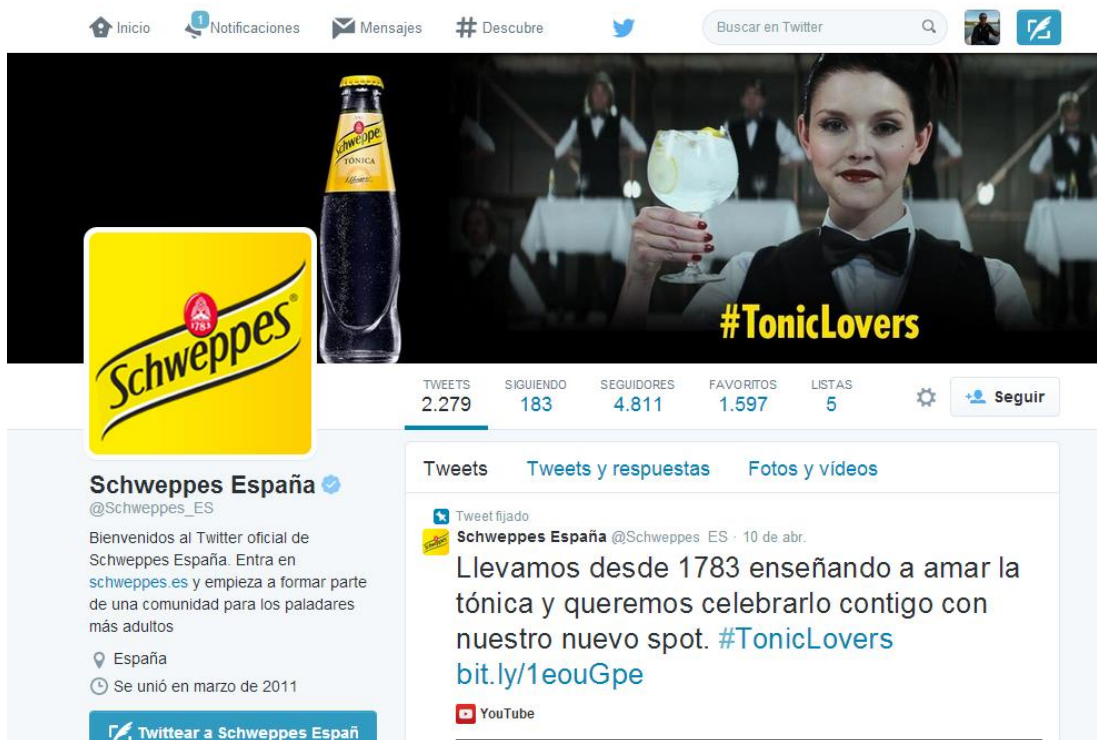 Inicio
1
Notificaciones
Mensajes
# Descubre
Buscar en Twitter
Schweppes
TÓNICA
#TonicLovers
1783
Schweppes®
TWEETS SIGUIENDO SEGUIDORES FAVORITOS LISTAS
2.279 183 4.811 1.597 5
Seguir
Schweppes España
@Schweppes_ES
Bienvenidos al Twitter oficial de
Schweppes España. Entra en
schweppes.es y empieza a formar parte
de una comunidad para los paladares
más adultos
España
Se unió en marzo de 2011
Twittear a Schweppes Españ
Tweets Tweets y respuestas Fotos y vídeos
Tweet fijado
Schweppes España @Schweppes_ES · 10 de abr.
Llevamos desde 1783 enseñando a amar la
tónica y queremos celebrarlo contigo con
nuestro nuevo spot. #TonicLovers
bit.ly/1eouGpe
YouTube